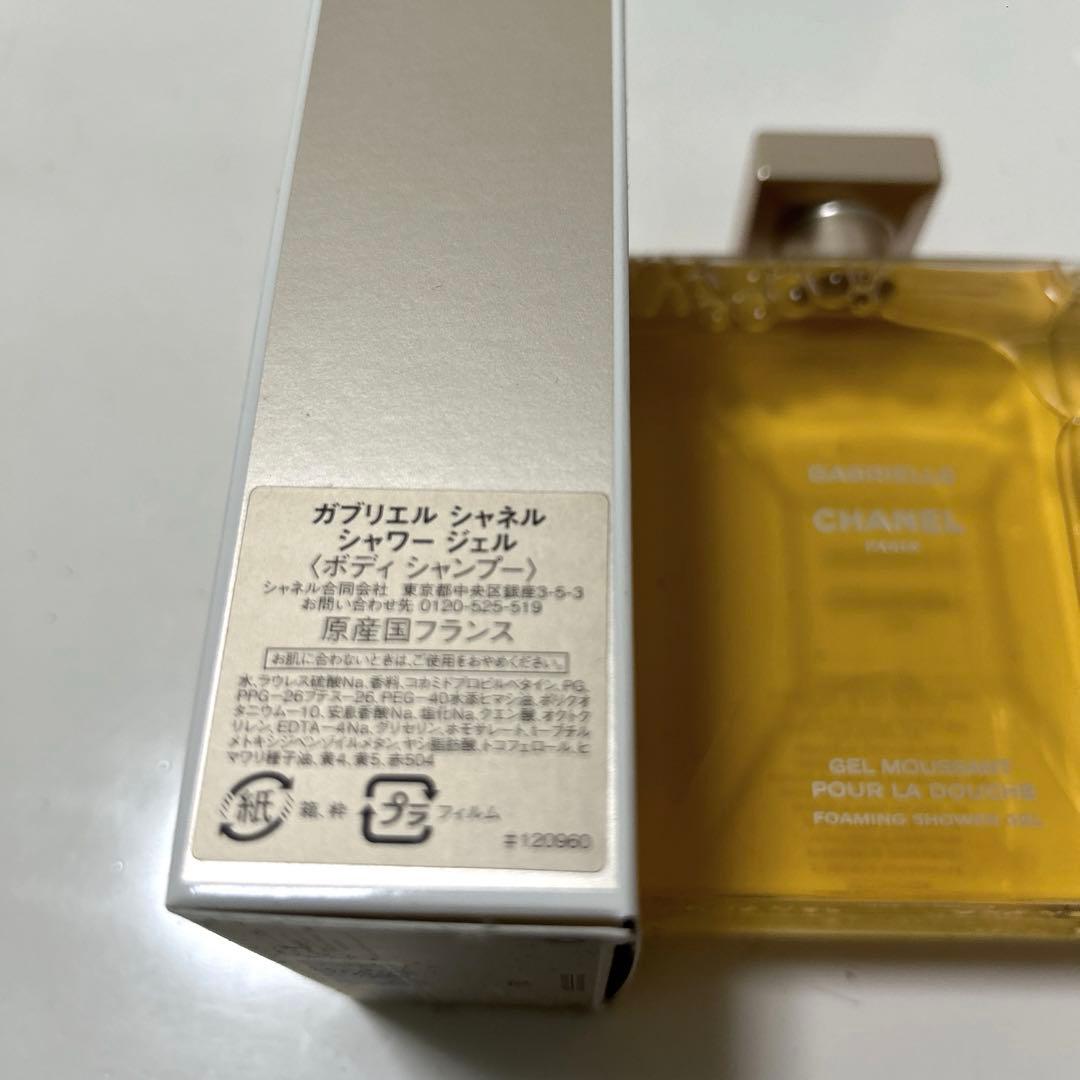 ガブリエル シャネル
シャワー ジェル
〈ボディ シャンプー〉
シャネル合同会社 東京都中央区銀座3-5-3
お問い合わせ先 0120-525-519
原産国フランス
お肌に合わないときは、ご使用をおやめください。
水、ラウレス硫酸Na、香料、コカミドプロピルベタイン、PG、
PPG-26ブテス-26、PEG-40水添ヒマシ油、ポリクオ
タニウム-10、安息香酸Na、塩化Na、クエン酸、オクトク
リレン、EDTA-4Na、グリセリン、ホモサレート、t-ブチル
メトキシジベンゾイルメタン、ヤシ脂肪酸、トコフェロール、ヒ
マワリ種子油、黄4、黄5、赤504
紙 箱、枠 プラ フィルム
#120960
GABRIELLE
CHANEL
PARIS
GEL MOUSSANT
POUR LA DOUCHE
FOAMING SHOWER GEL